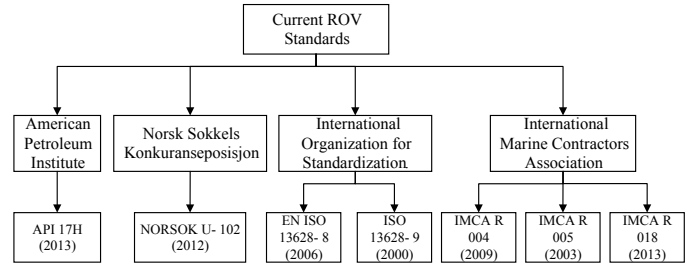 Current ROV
Standards
American
Petroleum
Institute
Norsk Sokkels
Konkuranseposisjon
International
Organization for
Standardization
International
Marine Contractors
Association
API 17H
(2013)
NORSOK U- 102
(2012)
EN ISO
13628- 8
(2006)
ISO
13628- 9
(2000)
IMCA R
004
(2009)
IMCA R
005
(2003)
IMCA R
018
(2013)